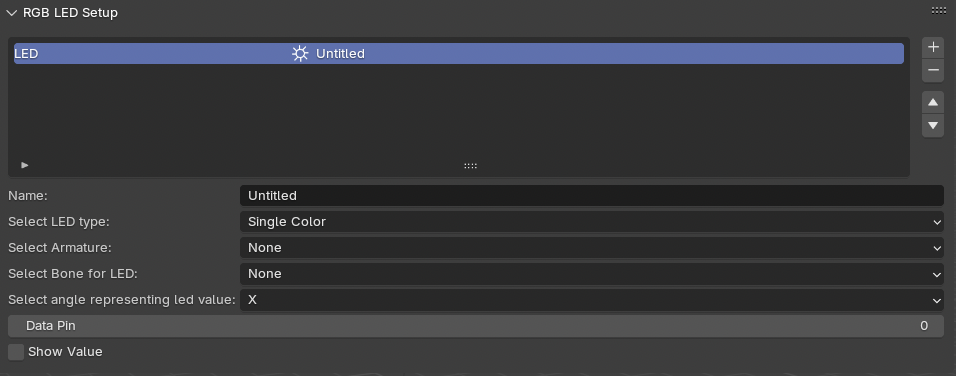 RGB LED Setup
LED Untitled
Name: Untitled
Select LED type: Single Color
Select Armature: None
Select Bone for LED: None
Select angle representing led value: X
Data Pin 0
Show Value